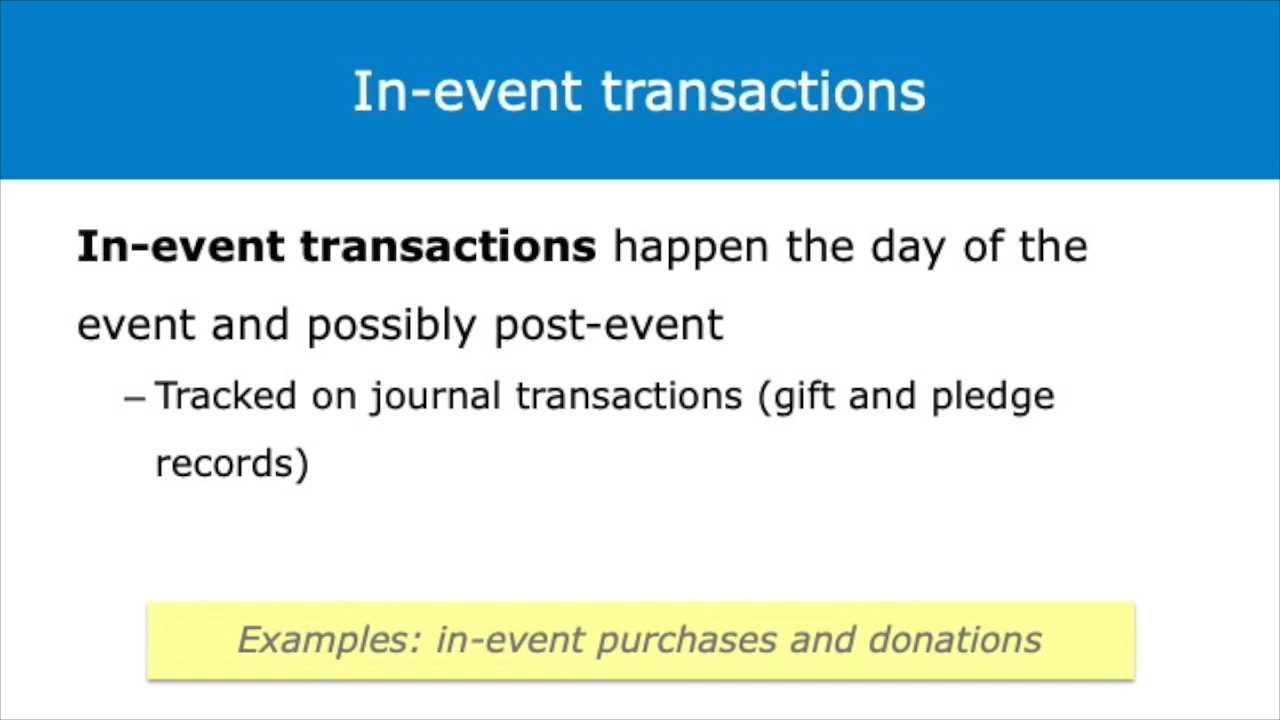 In-event transactions
In-event transactions happen the day of the
event and possibly post-event
– Tracked on journal transactions (gift and pledge
records)
Examples: in-event purchases and donations